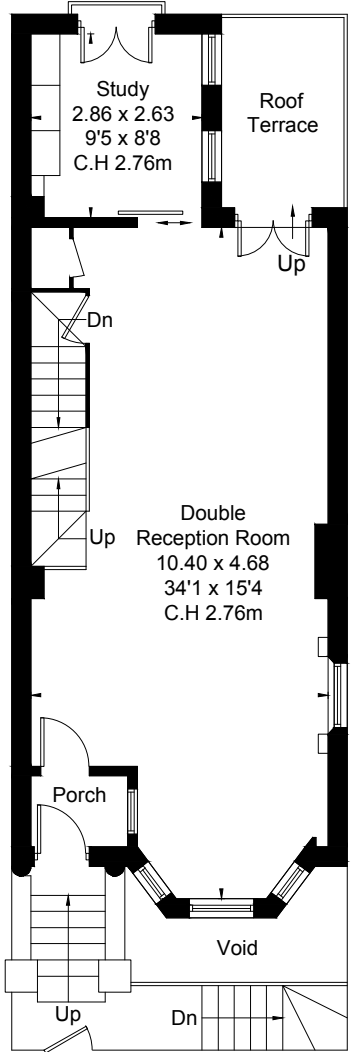 Study
2.86 x 2.63
9'5 x 8'8
C.H 2.76m
Roof
Terrace
Up
Dn
Up
Double
Reception Room
10.40 x 4.68
34'1 x 15'4
C.H 2.76m
Porch
Void
Up
Dn